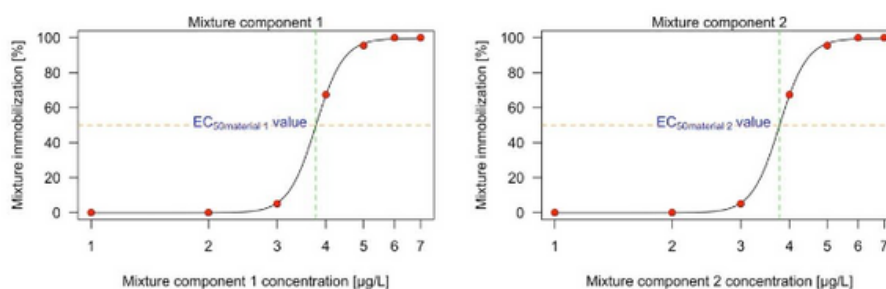 Mixture component 1
Mixture immobilization [%]
100
80
60
40
20
0
EC50material 1 value
1 2 3 4 5 6 7
Mixture component 1 concentration [µg/L]
Mixture component 2
Mixture immobilization [%]
100
80
60
40
20
0
EC50material 2 value
1 2 3 4 5 6 7
Mixture component 2 concentration [µg/L]